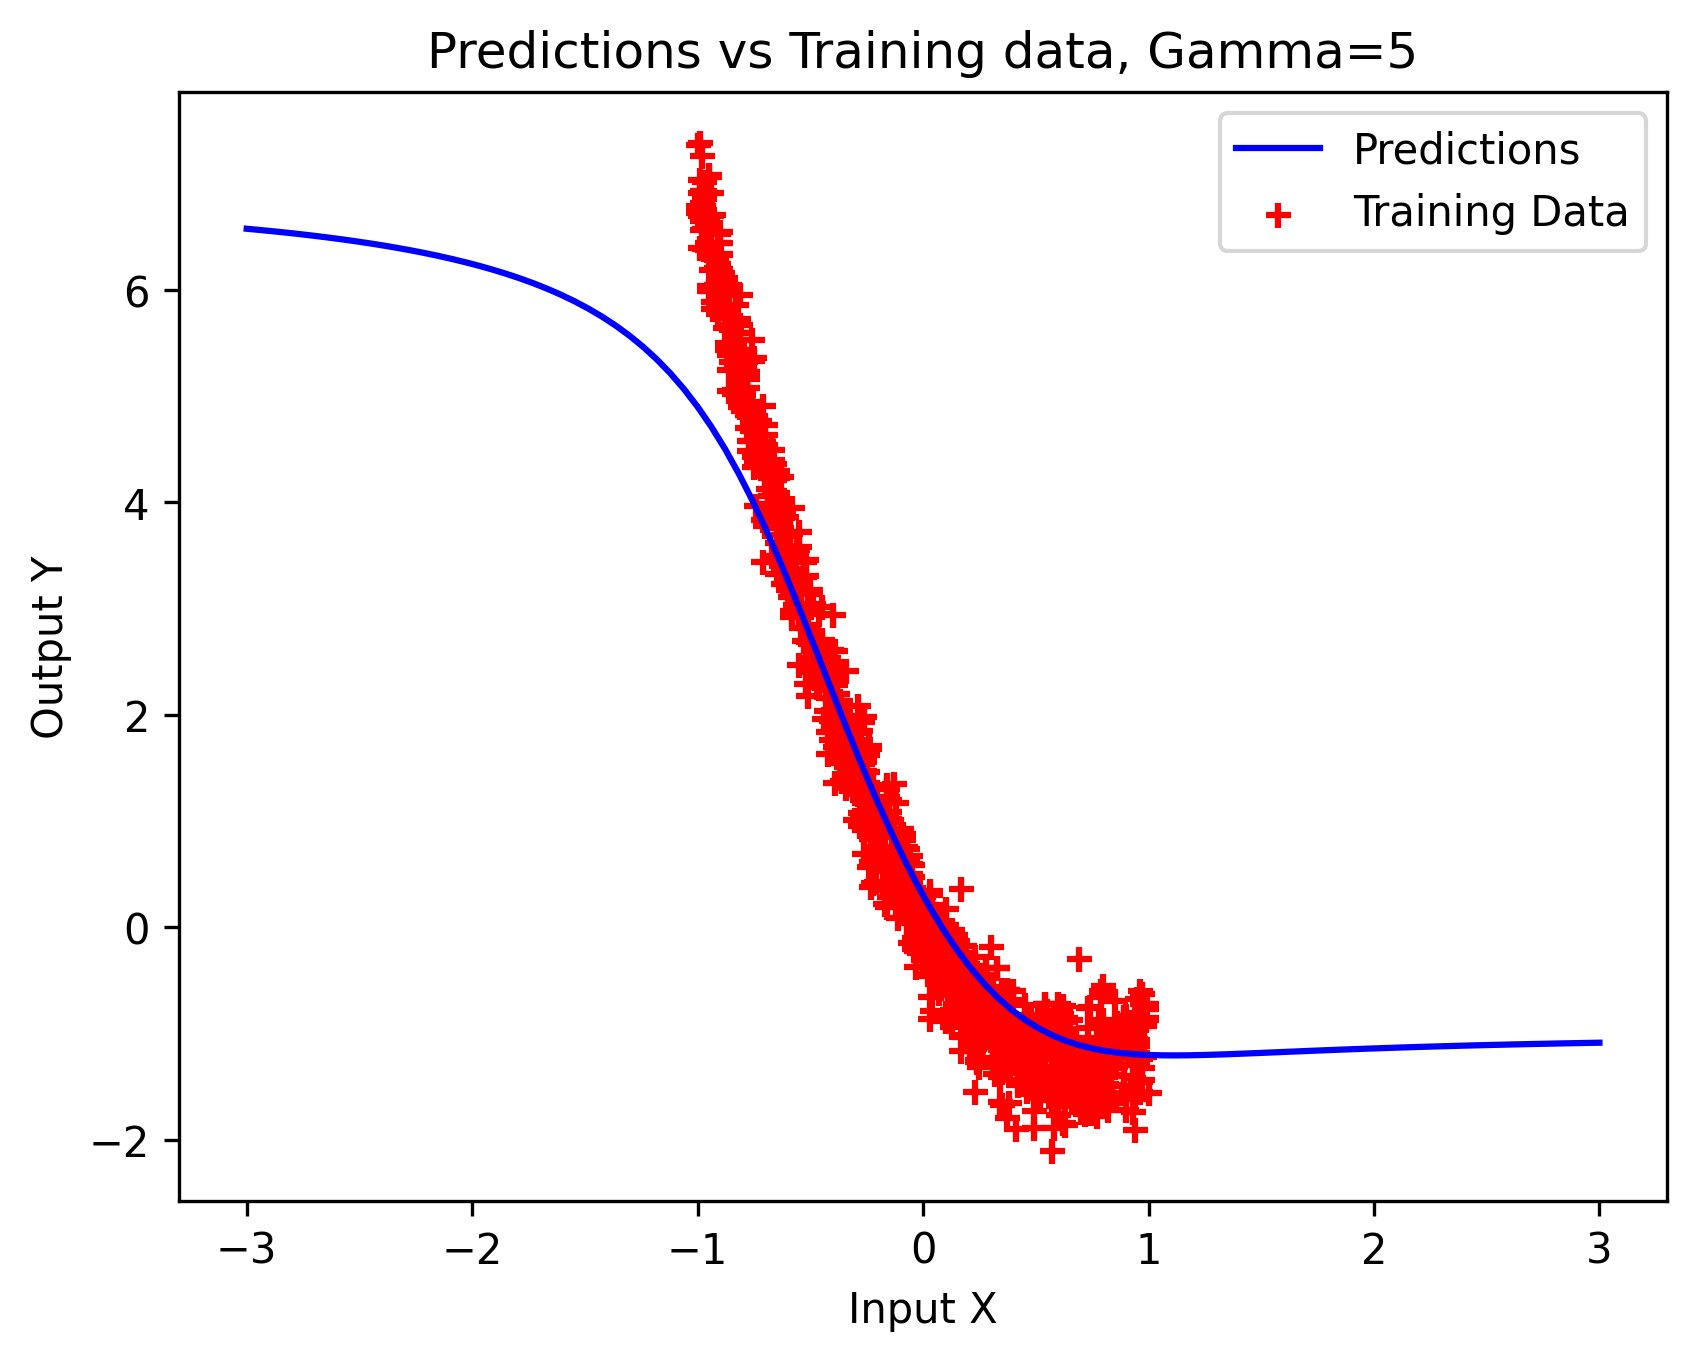 Predictions vs Training data, Gamma=5
Predictions
Training Data
Output Y
6
4
2
0
−2
−3
−2
−1
0
1
2
3
Input X